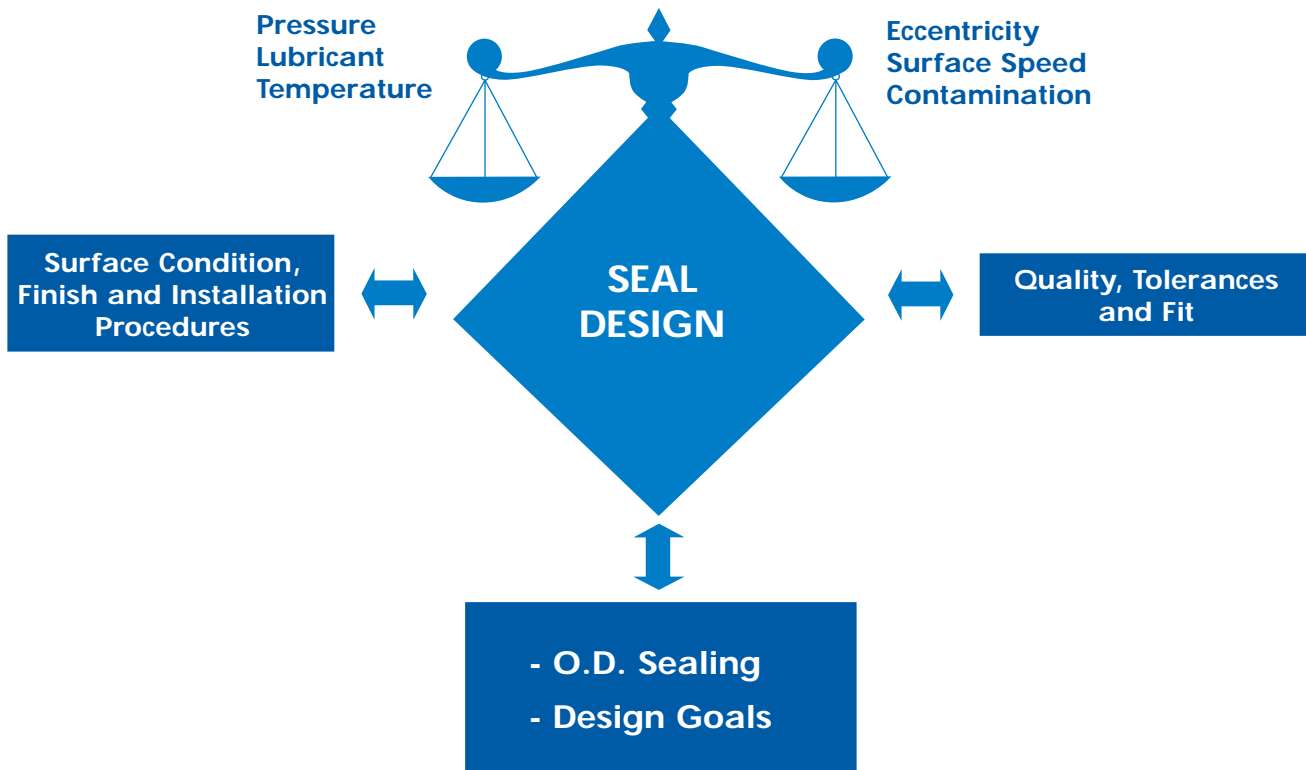 Pressure
Lubricant
Temperature
Eccentricity
Surface Speed
Contamination
Surface Condition,
Finish and Installation
Procedures
SEAL
DESIGN
Quality, Tolerances
and Fit
- O.D. Sealing
- Design Goals